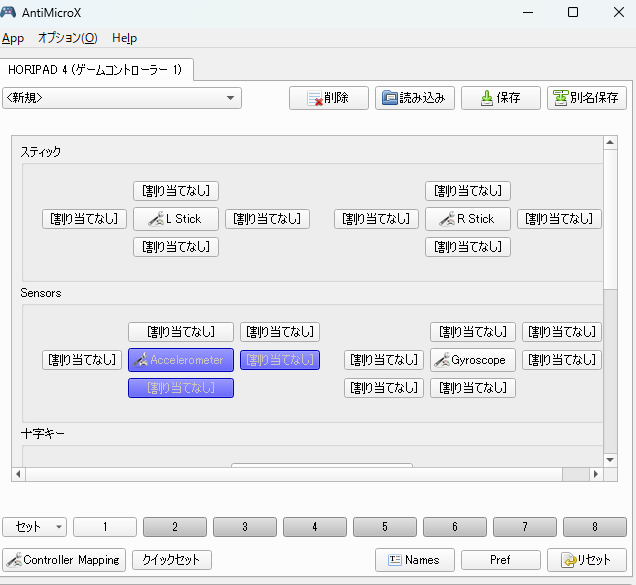 AntiMicroX
App オプション(O) Help
HORIPAD 4 (ゲームコントローラー 1)
<新規> 削除 読み込み 保存 別名保存
スティック
[割り当てなし] [割り当てなし]
[割り当てなし] L Stick [割り当てなし] [割り当てなし] R Stick [割り当てなし]
[割り当てなし] [割り当てなし]
Sensors
[割り当てなし] [割り当てなし] [割り当てなし] [割り当てなし]
[割り当てなし] Accelerometer [割り当てなし] [割り当てなし] Gyroscope [割り当てなし]
[割り当てなし] [割り当てなし] [割り当てなし]
十字キー
セット 1 2 3 4 5 6 7 8
Controller Mapping クイックセット Names Pref リセット